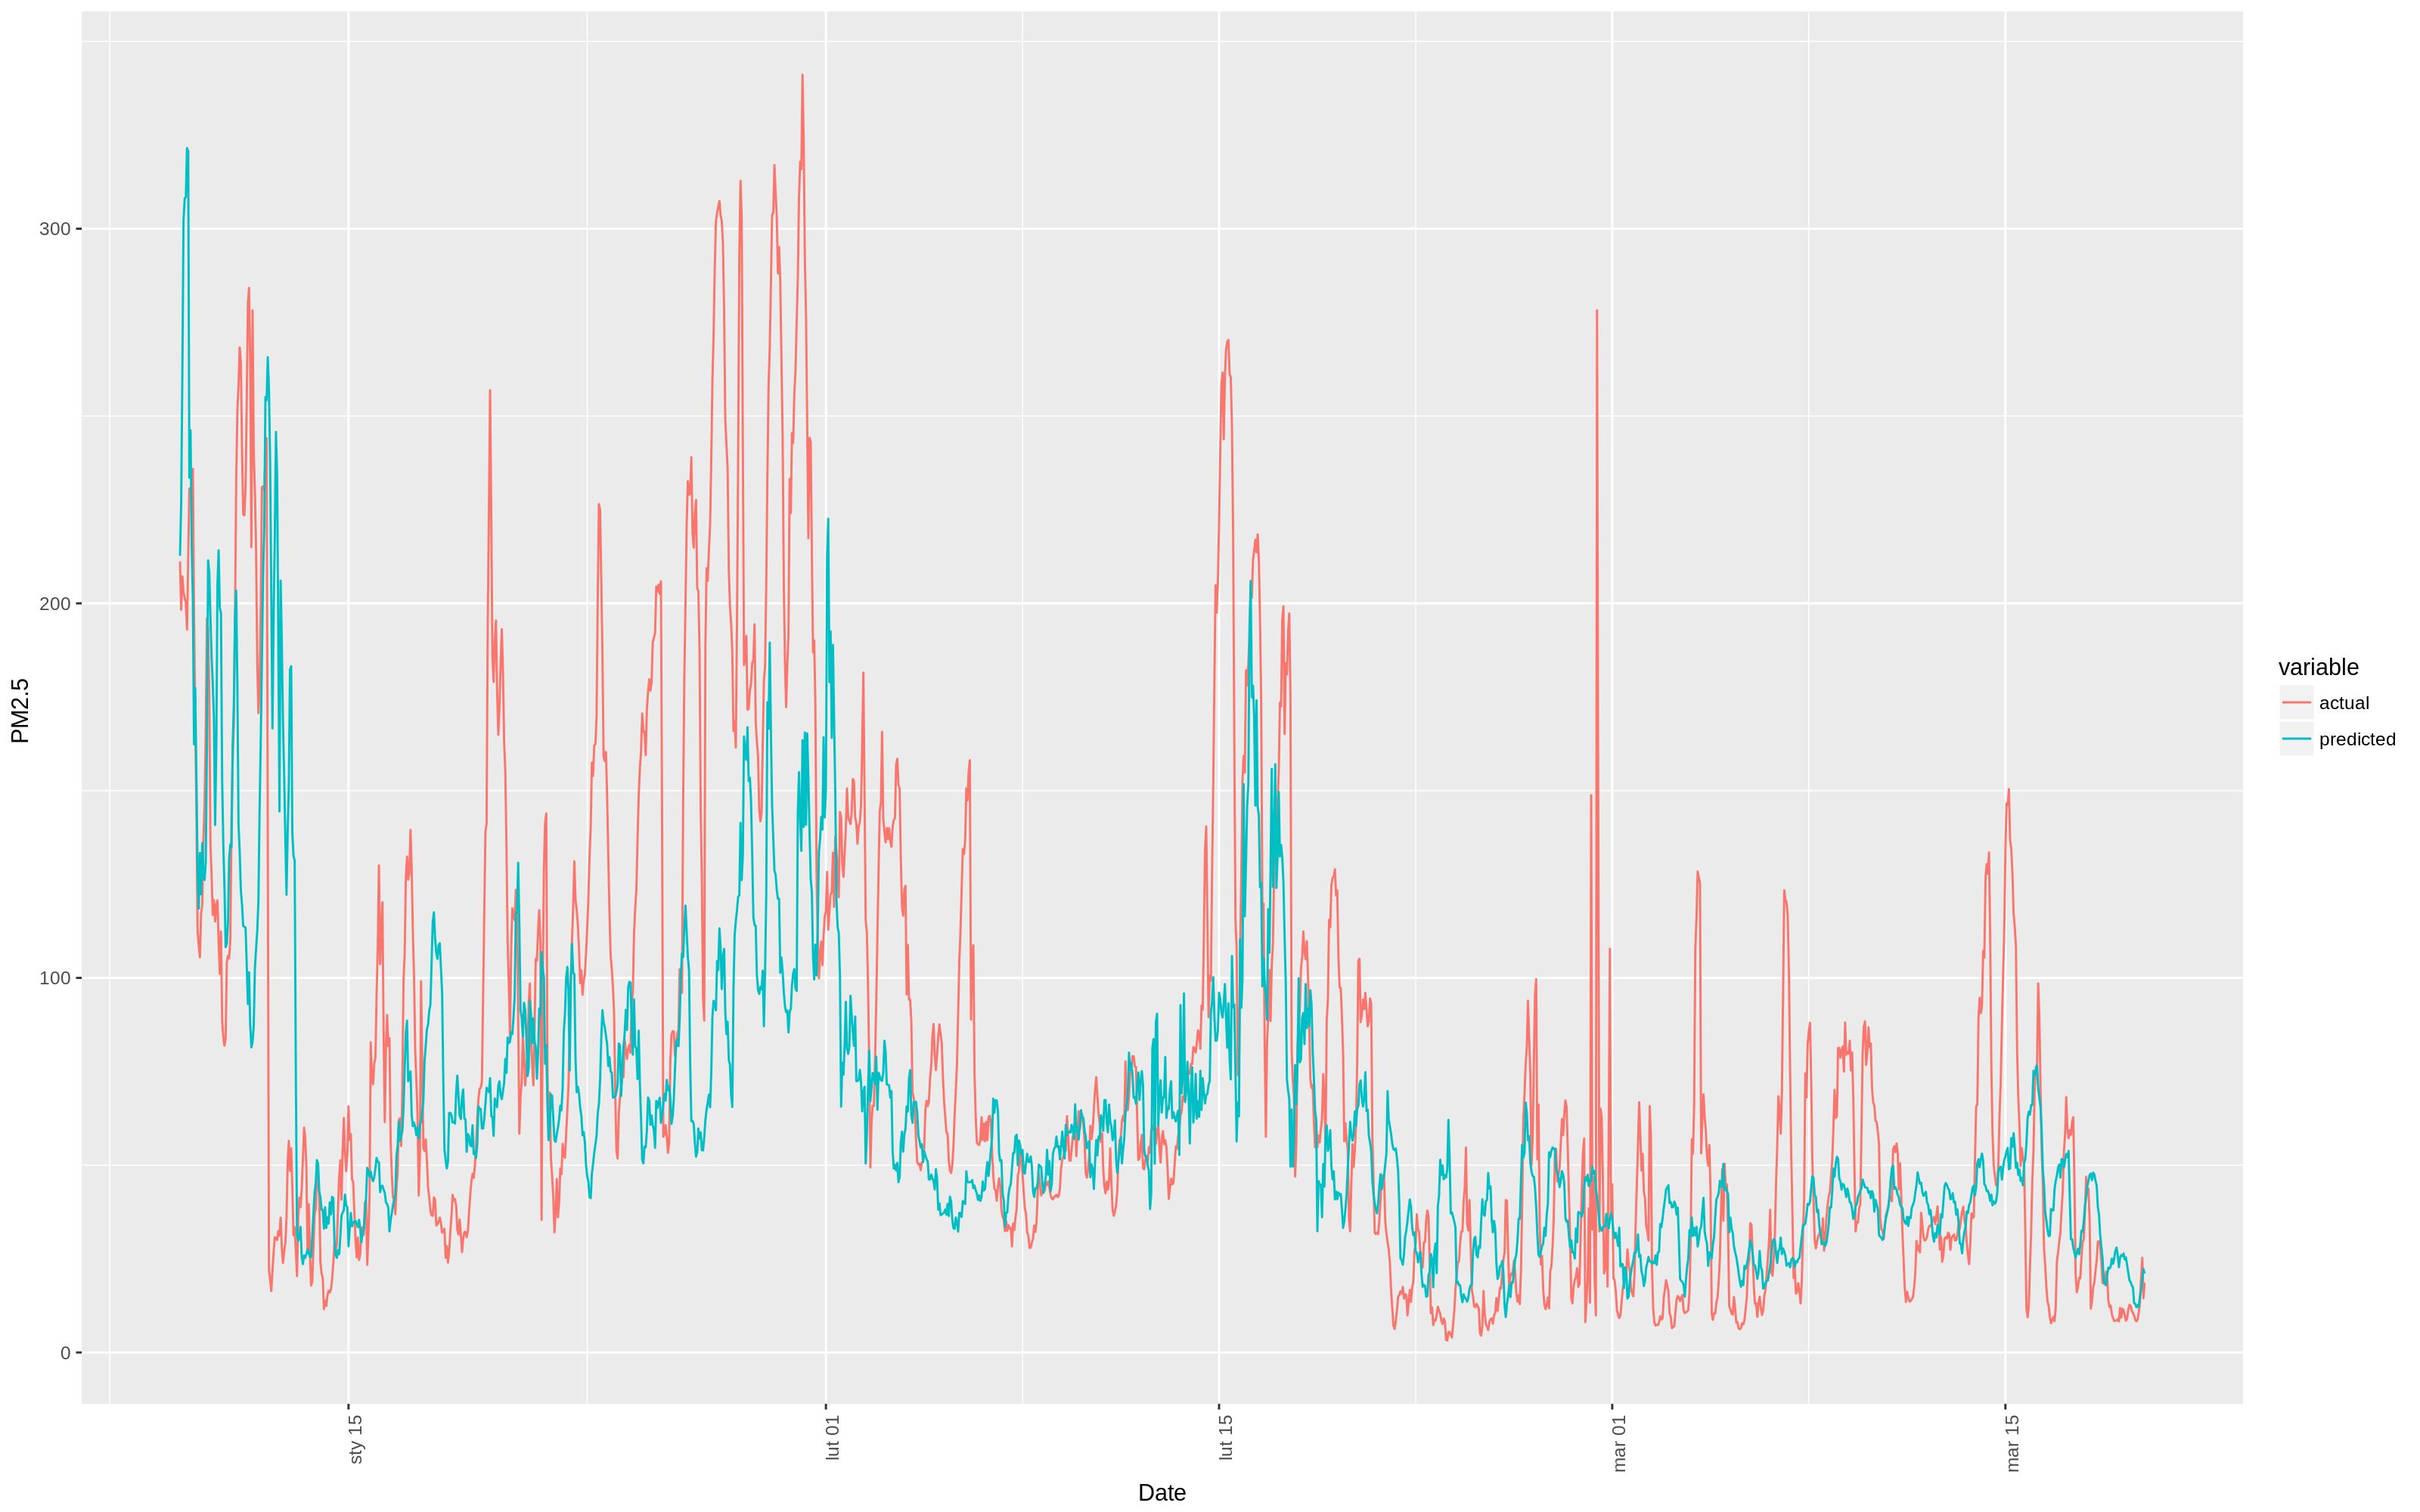 PM2.5
300
200
100
0
sty 15
lut 01
lut 15
mar 01
mar 15
Date
variable
actual
predicted